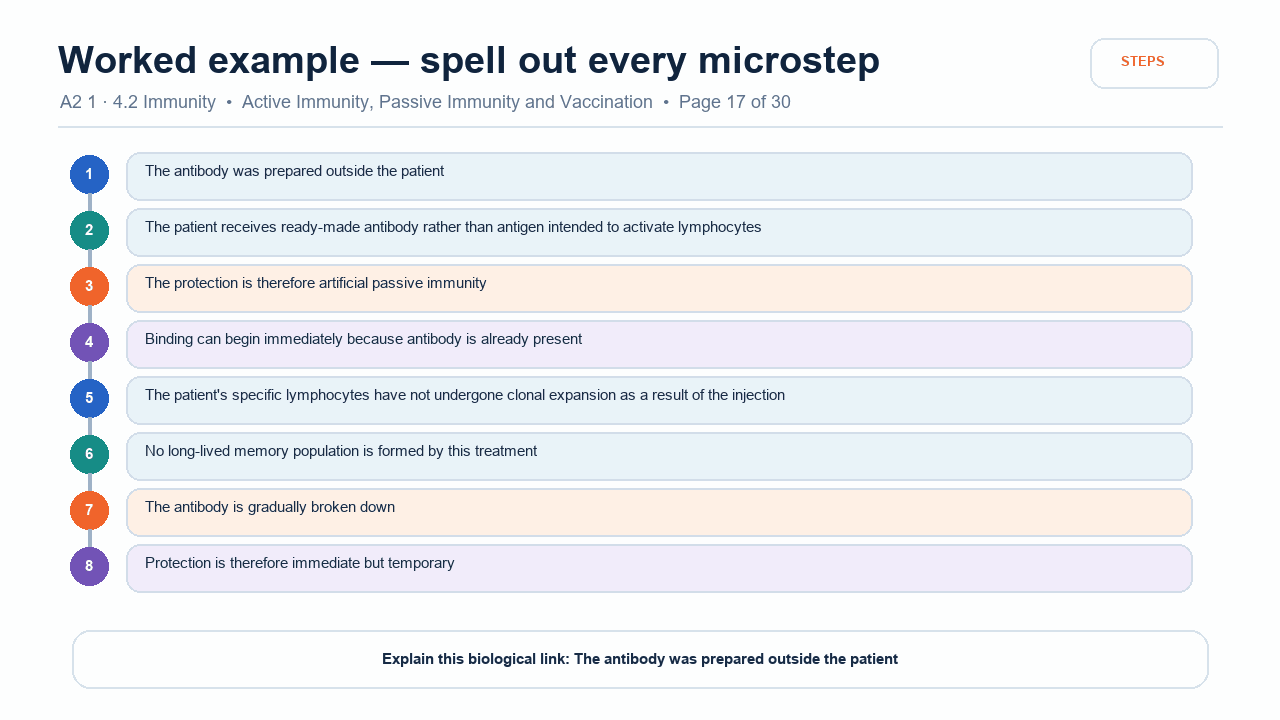 Worked example — spell out every microstep
STEPS
A2 1 · 4.2 Immunity • Active Immunity, Passive Immunity and Vaccination • Page 17 of 30
1 The antibody was prepared outside the patient
2 The patient receives ready-made antibody rather than antigen intended to activate lymphocytes
3 The protection is therefore artificial passive immunity
4 Binding can begin immediately because antibody is already present
5 The patient's specific lymphocytes have not undergone clonal expansion as a result of the injection
6 No long-lived memory population is formed by this treatment
7 The antibody is gradually broken down
8 Protection is therefore immediate but temporary
Explain this biological link: The antibody was prepared outside the patient